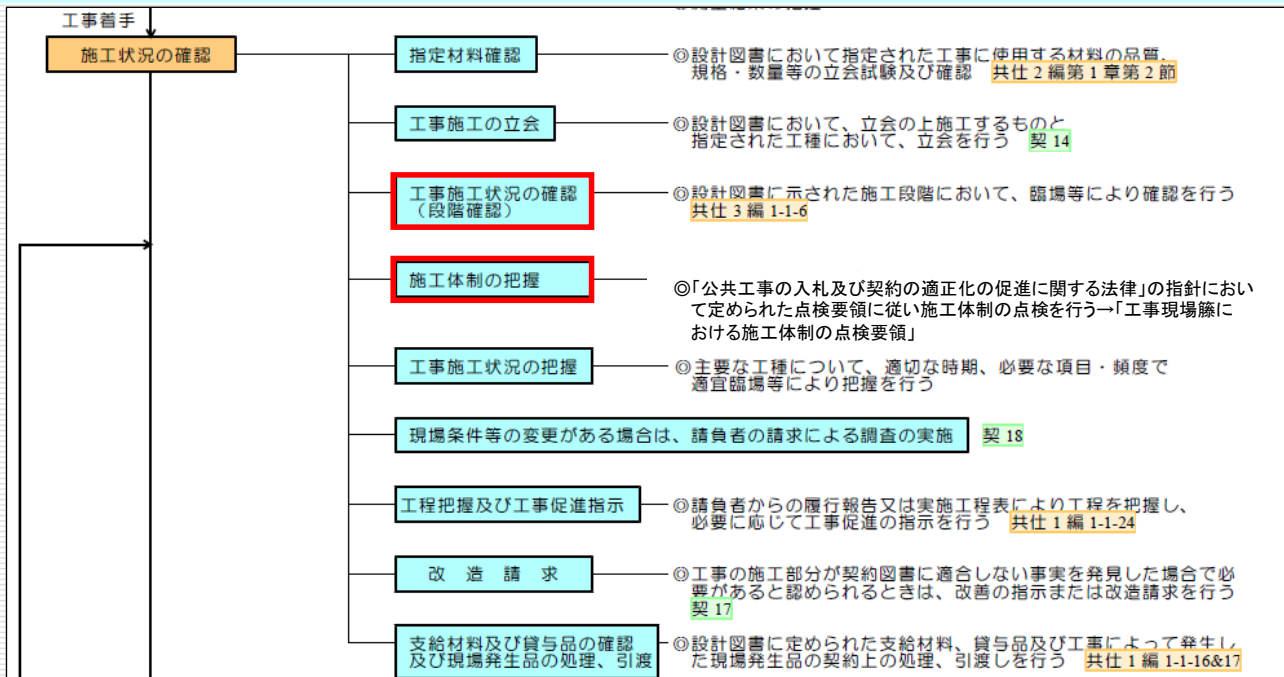 工事着手
施工状況の確認
指定材料確認
◎設計図書において指定された工事に使用する材料の品質、
規格・数量等の立会試験及び確認 共仕 2 編第 1 章第 2 節
工事施工の立会
◎設計図書において、立会の上施工するものと
指定された工種において、立会を行う 契 14
工事施工状況の確認
（段階確認）
◎設計図書に示された施工段階において、臨場等により確認を行う
共仕 3 編 1-1-6
施工体制の把握
◎「公共工事の入札及び契約の適正化の促進に関する法律」の指針におい
て定められた点検要領に従い施工体制の点検を行う→「工事現場籐に
おける施工体制の点検要領」
工事施工状況の把握
◎主要な工種について、適切な時期、必要な項目・頻度で
適宜臨場等により把握を行う
現場条件等の変更がある場合は、請負者の請求による調査の実施 契 18
工程把握及び工事促進指示
◎請負者からの履行報告又は実施工程表により工程を把握し、
必要に応じて工事促進の指示を行う 共仕 1 編 1-1-24
改 造 請 求
◎工事の施工部分が契約図書に適合しない事実を発見した場合で必
要があると認められるときは、改善の指示または改造請求を行う
契 17
支給材料及び貸与品の確認
及び現場発生品の処理、引渡
◎設計図書に定められた支給材料、貸与品及び工事によって発生し
た現場発生品の契約上の処理、引渡しを行う 共仕 1 編 1-1-16&17